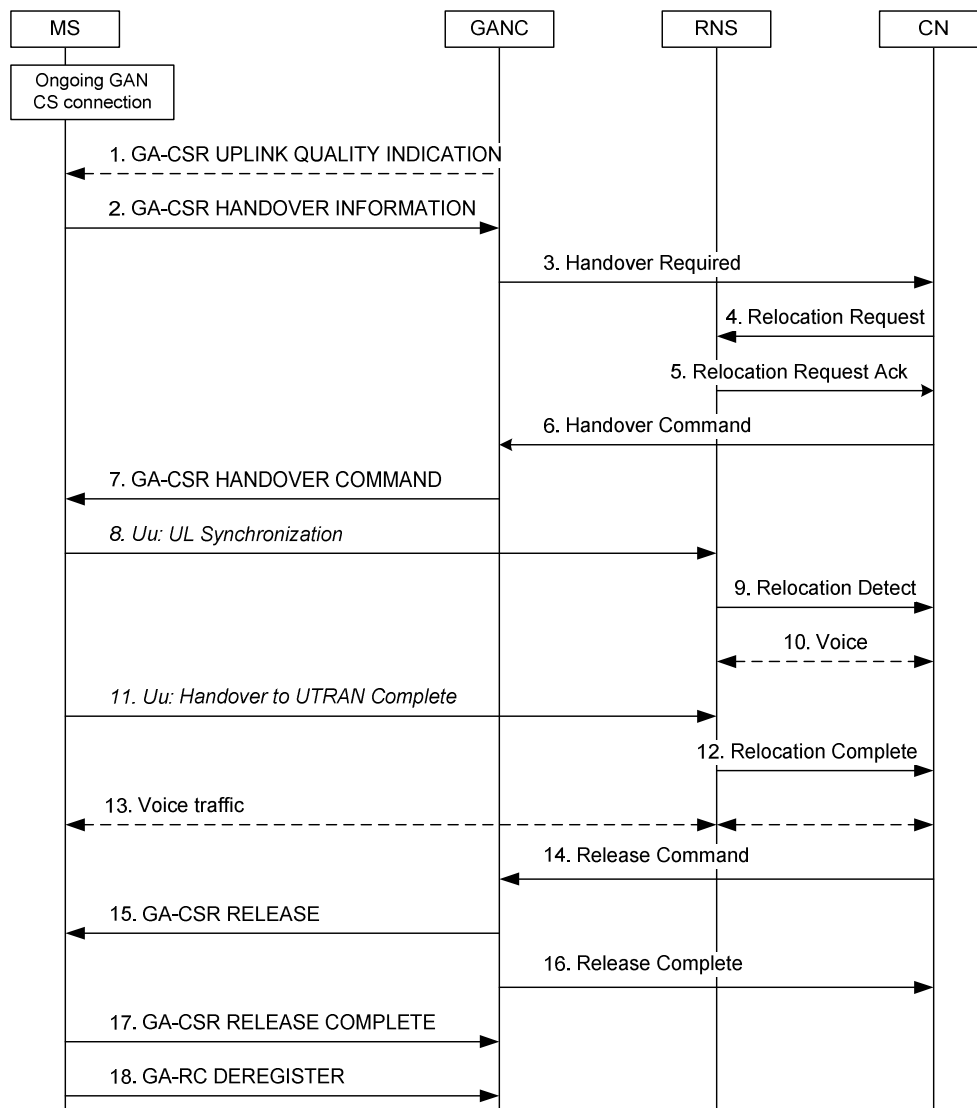 MS
GANC
RNS
CN
Ongoing GAN
CS connection
1. GA-CSR UPLINK QUALITY INDICATION
2. GA-CSR HANDOVER INFORMATION
3. Handover Required
4. Relocation Request
5. Relocation Request Ack
6. Handover Command
7. GA-CSR HANDOVER COMMAND
8. Uu: UL Synchronization
9. Relocation Detect
10. Voice
11. Uu: Handover to UTRAN Complete
12. Relocation Complete
13. Voice traffic
14. Release Command
15. GA-CSR RELEASE
16. Release Complete
17. GA-CSR RELEASE COMPLETE
18. GA-RC DEREGISTER